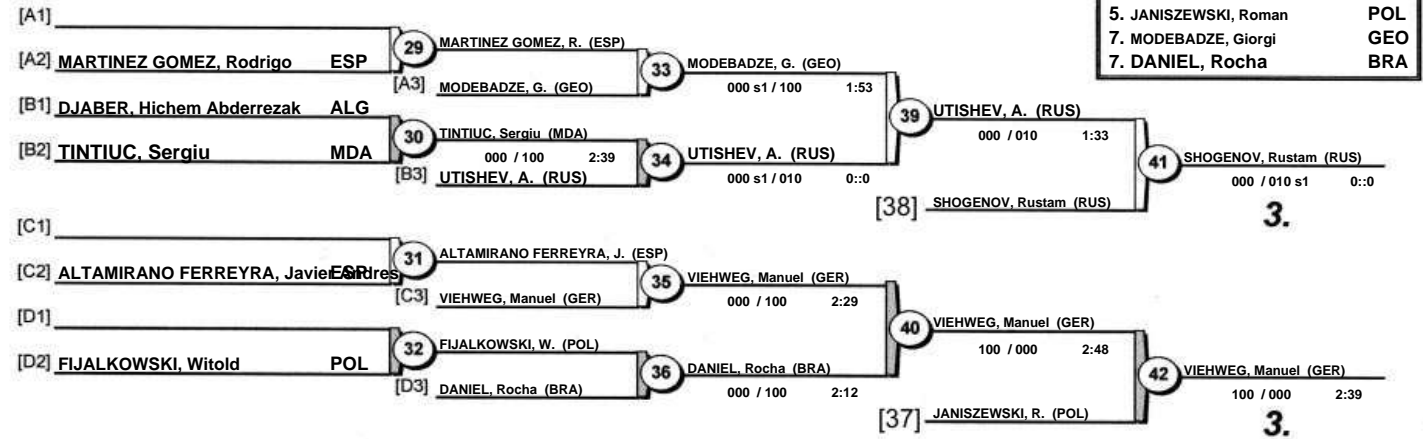 5. JANISZEWSKI, Roman POL
7. MODEBADZE, Giorgi GEO
7. DANIEL, Rocha BRA
[A1]
[A2] MARTINEZ GOMEZ, Rodrigo ESP
29 MARTINEZ GOMEZ, R. (ESP)
[A3] MODEBADZE, G. (GEO)
33 MODEBADZE, G. (GEO)
000 s1 / 100 1:53
[B1] DJABER, Hichem Abderrezak ALG
[B2] TINTIUC, Sergiu MDA
30 TINTIUC, Sergiu (MDA)
000 / 100 2:39
[B3] UTISHEV, A. (RUS)
34 UTISHEV, A. (RUS)
000 s1 / 010 0::0
39 UTISHEV, A. (RUS)
000 / 010 1:33
[38] SHOGENOV, Rustam (RUS)
41 SHOGENOV, Rustam (RUS)
000 / 010 s1 0::0
3.
[C1]
[C2] ALTAMIRANO FERREYRA, Javier Andres ESP
31 ALTAMIRANO FERREYRA, J. (ESP)
[C3] VIEHWEG, Manuel (GER)
35 VIEHWEG, Manuel (GER)
000 / 100 2:29
[D1]
[D2] FIJALKOWSKI, Witold POL
32 FIJALKOWSKI, W. (POL)
[D3] DANIEL, Rocha (BRA)
36 DANIEL, Rocha (BRA)
000 / 100 2:12
40 VIEHWEG, Manuel (GER)
100 / 000 2:48
[37] JANISZEWSKI, R. (POL)
42 VIEHWEG, Manuel (GER)
100 / 000 2:39
3.